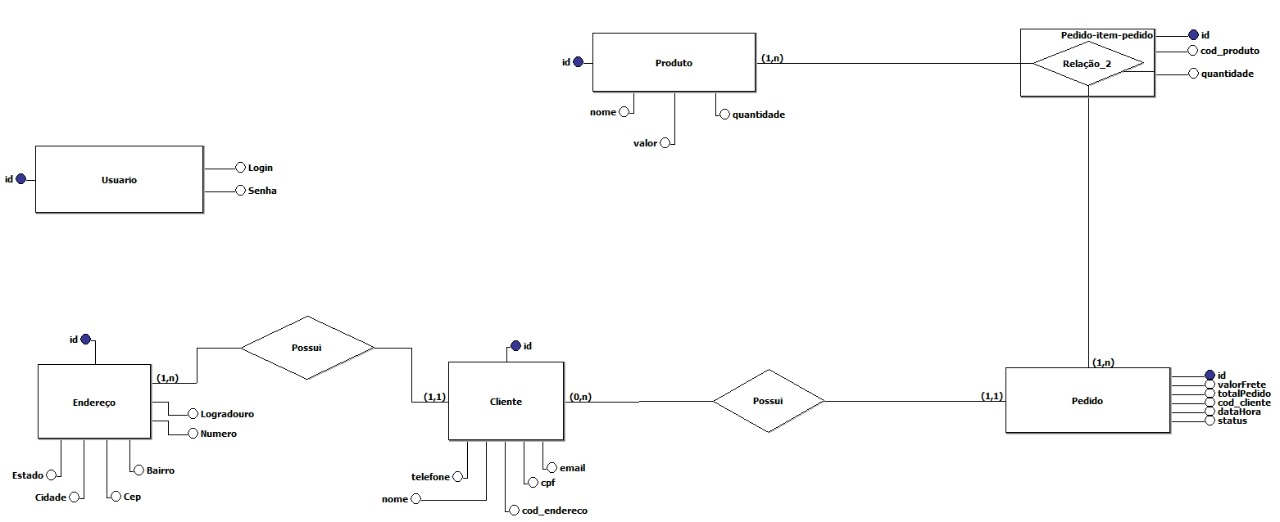 Pedido-item-pedido
id
cod_produto
Relação_2
quantidade
id
Produto
(1,n)
nome
quantidade
valor
id
Usuario
Login
Senha
id
Endereço
(1,n)
Logradouro
Numero
Estado
Bairro
Cidade
Cep
Possui
id
(1,1)
Cliente
(0,n)
telefone
email
nome
cpf
cod_endereco
Possui
(1,n)
(1,1)
Pedido
id
valorFrete
totalPedido
cod_cliente
dataHora
status